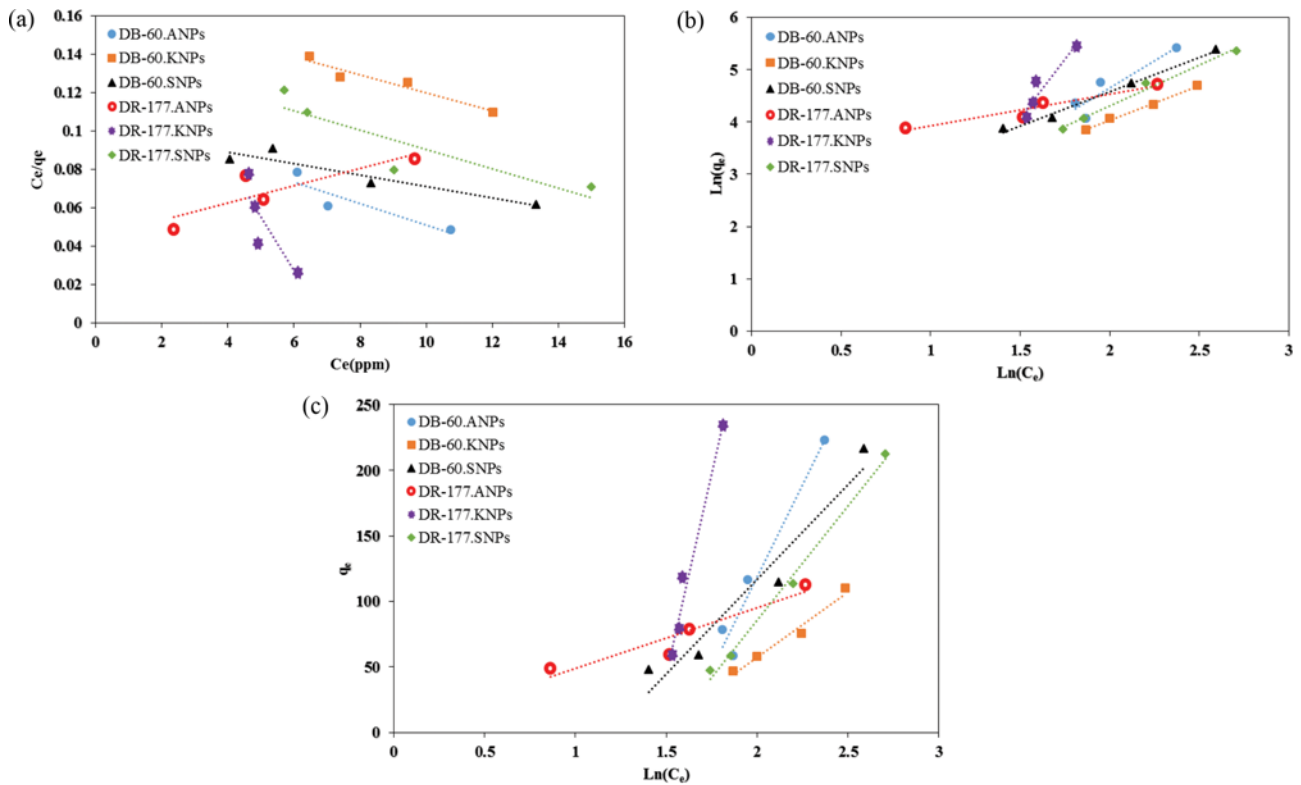 (a)
0.16
0.14
0.12
0.1
0.08
0.06
0.04
0.02
0
Ce/qe
DB-60.ANPs
DB-60.KNPs
DB-60.SNPs
DR-177.ANPs
DR-177.KNPs
DR-177.SNPs
0 2 4 6 8 10 12 14 16
Ce(ppm)
(b)
7
6
5
4
3
2
1
0
Ln(qe)
DB-60.ANPs
DB-60.KNPs
DB-60.SNPs
DR-177.ANPs
DR-177.KNPs
DR-177.SNPs
0 0.5 1 1.5 2 2.5 3
Ln(Ce)
(c)
250
200
150
100
50
0
qe
DB-60.ANPs
DB-60.KNPs
DB-60.SNPs
DR-177.ANPs
DR-177.KNPs
DR-177.SNPs
0 0.5 1 1.5 2 2.5 3
Ln(Ce)